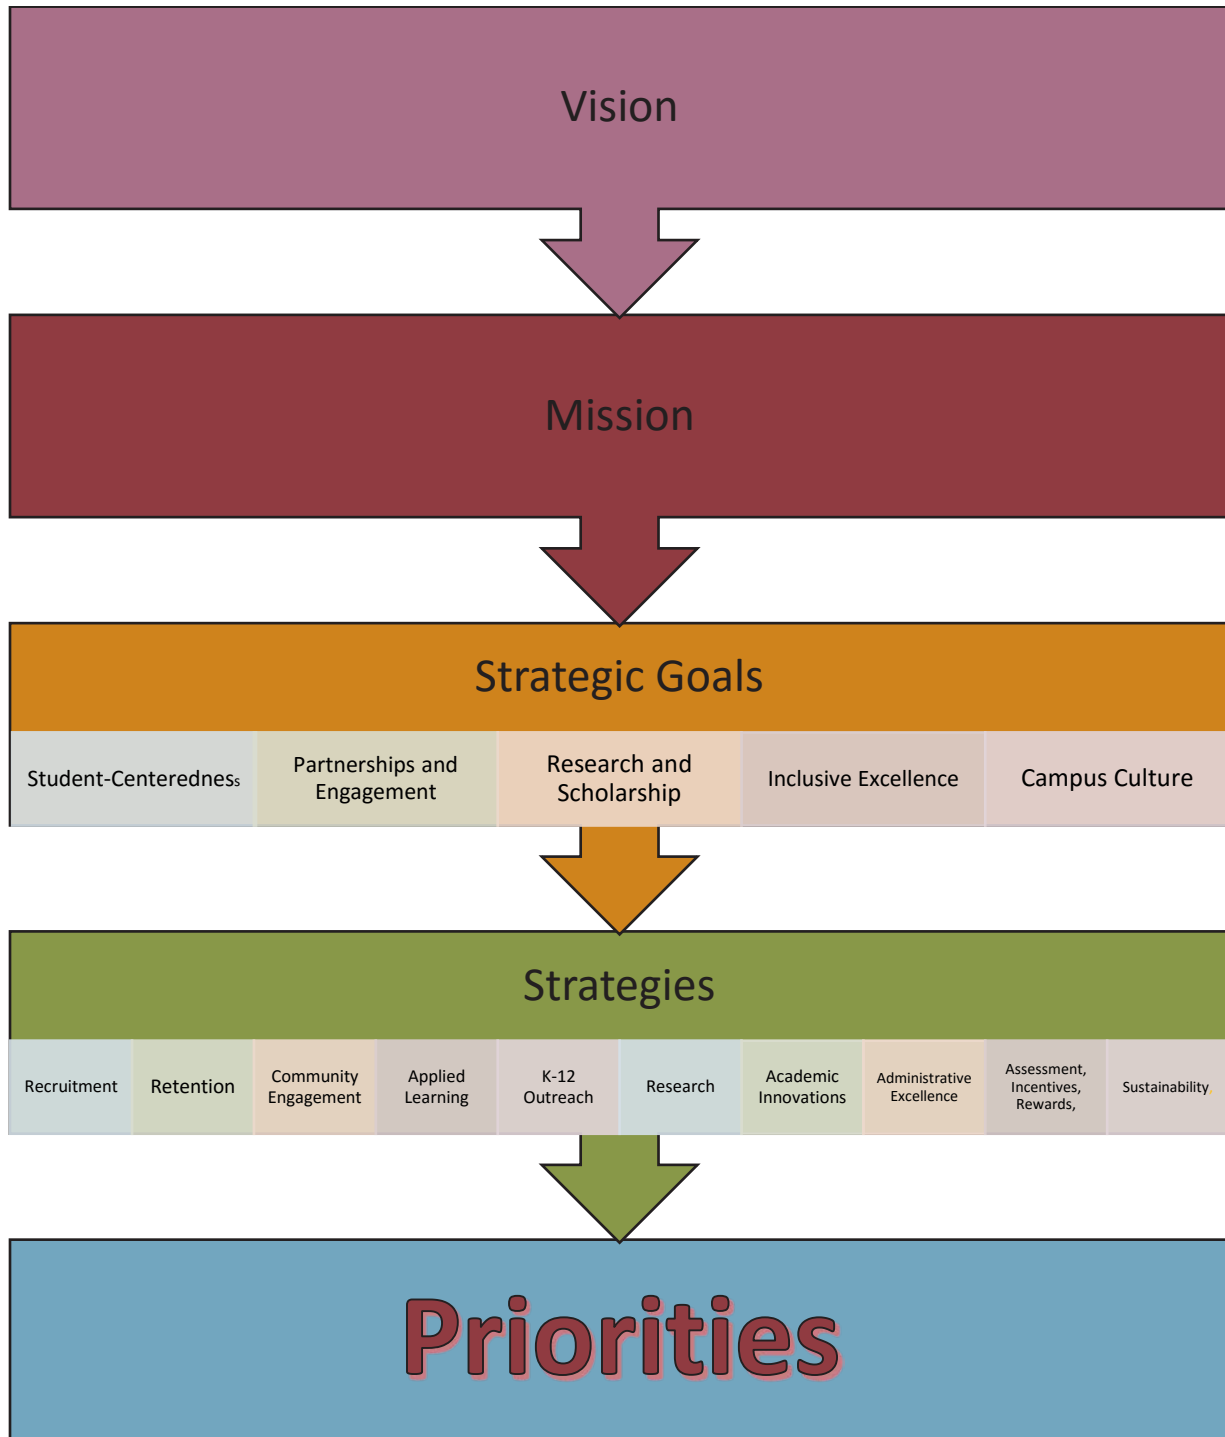 Vision
Mission
Strategic Goals
Student-Centeredness
Partnerships and
Engagement
Research and
Scholarship
Inclusive Excellence
Campus Culture
Strategies
Recruitment
Retention
Community
Engagement
Applied
Learning
K-12
Outreach
Research
Academic
Innovations
Administrative
Excellence
Assessment,
Incentives,
Rewards,
Sustainability,
Priorities